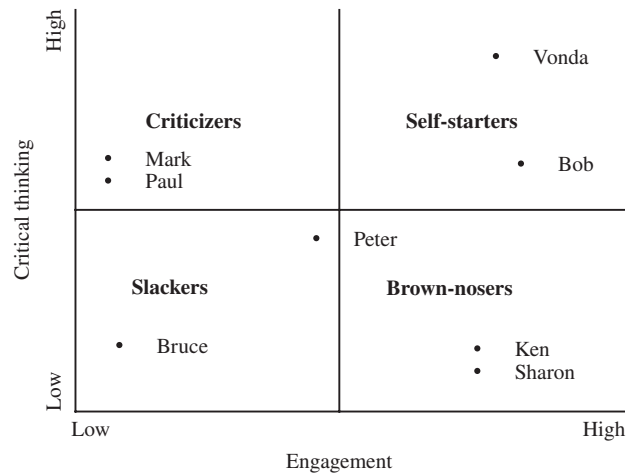 High
Vonda
Criticizers
Self-starters
Mark
Bob
Paul
Critical thinking
Peter
Slackers
Brown-nosers
Bruce
Ken
Sharon
Low
Low
High
Engagement